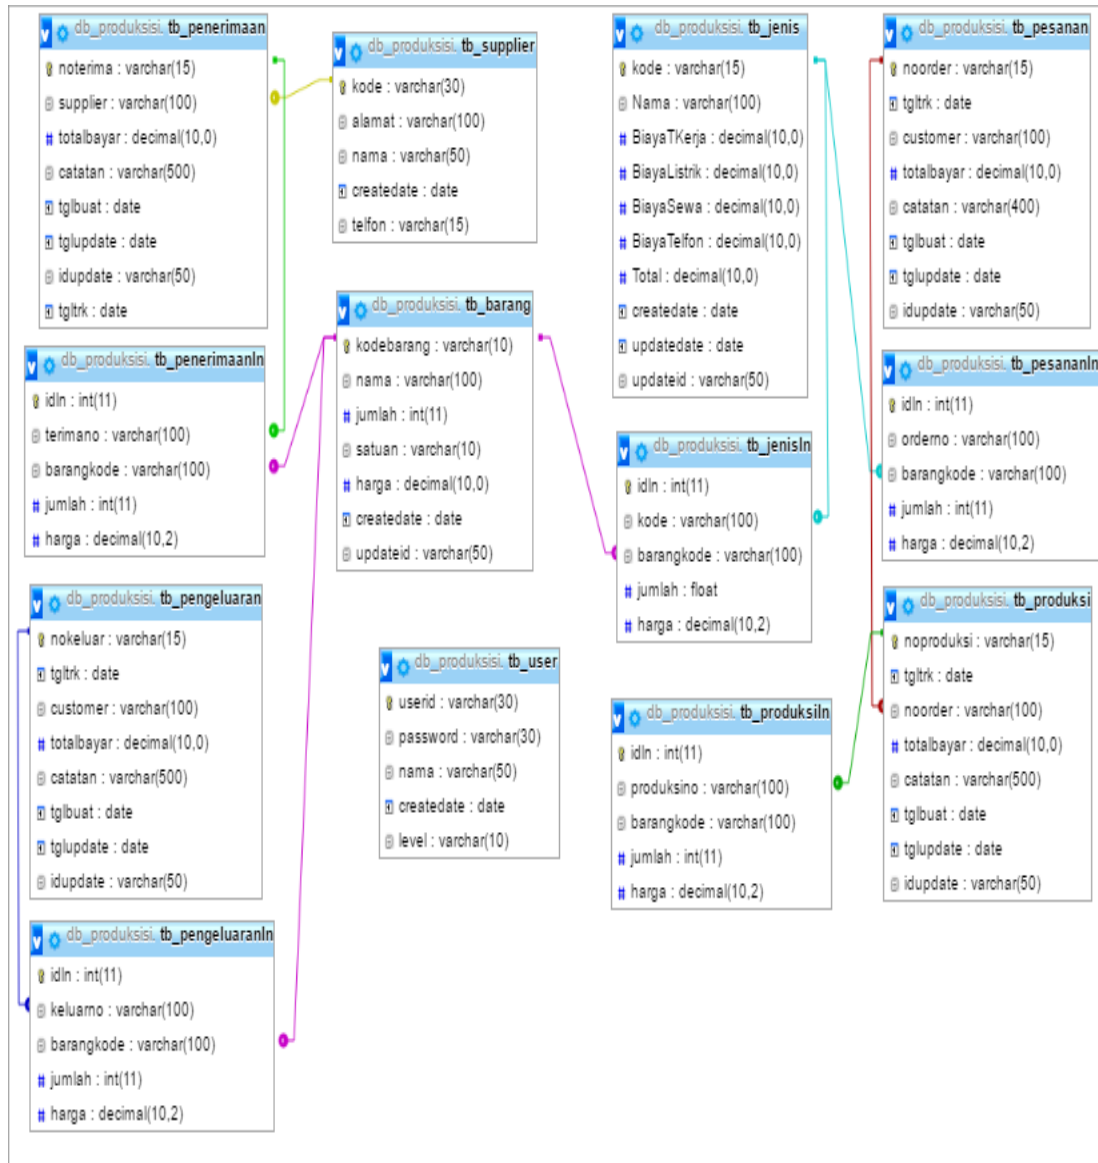 db_produksisi. tb_penerimaan
noterima : varchar(15)
supplier : varchar(100)
totalbayar : decimal(10,0)
catatan : varchar(500)
tglbuat : date
tglupdate : date
idupdate : varchar(50)
tgltrk : date
db_produksisi. tb_supplier
kode : varchar(30)
alamat : varchar(100)
nama : varchar(50)
createdate : date
telfon : varchar(15)
db_produksisi. tb_jenis
kode : varchar(15)
Nama : varchar(100)
BiayaTKerja : decimal(10,0)
BiayaListrik : decimal(10,0)
BiayaSewa : decimal(10,0)
BiayaTelfon : decimal(10,0)
Total : decimal(10,0)
createdate : date
updatedate : date
updateid : varchar(50)
db_produksisi. tb_pesanan
noorder : varchar(15)
tgltrk : date
customer : varchar(100)
totalbayar : decimal(10,0)
catatan : varchar(400)
tglbuat : date
tglupdate : date
idupdate : varchar(50)
db_produksisi. tb_penerimaanln
idln : int(11)
terimano : varchar(100)
barangkode : varchar(100)
jumlah : int(11)
harga : decimal(10,2)
db_produksisi. tb_barang
kodebarang : varchar(10)
nama : varchar(100)
jumlah : int(11)
satuan : varchar(10)
harga : decimal(10,0)
createdate : date
updateid : varchar(50)
db_produksisi. tb_jenisln
idln : int(11)
kode : varchar(100)
barangkode : varchar(100)
jumlah : float
harga : decimal(10,2)
db_produksisi. tb_pesananln
idln : int(11)
orderno : varchar(100)
barangkode : varchar(100)
jumlah : int(11)
harga : decimal(10,2)
db_produksisi. tb_pengeluaran
nokeluar : varchar(15)
tgltrk : date
customer : varchar(100)
totalbayar : decimal(10,0)
catatan : varchar(500)
tglbuat : date
tglupdate : date
idupdate : varchar(50)
db_produksisi. tb_user
userid : varchar(30)
password : varchar(30)
nama : varchar(50)
createdate : date
level : varchar(10)
db_produksisi. tb_produksiln
idln : int(11)
produksino : varchar(100)
barangkode : varchar(100)
jumlah : int(11)
harga : decimal(10,2)
db_produksisi. tb_produksi
noproduksi : varchar(15)
tgltrk : date
noorder : varchar(100)
totalbayar : decimal(10,0)
catatan : varchar(500)
tglbuat : date
tglupdate : date
idupdate : varchar(50)
db_produksisi. tb_pengeluaranln
idln : int(11)
keluarno : varchar(100)
barangkode : varchar(100)
jumlah : int(11)
harga : decimal(10,2)